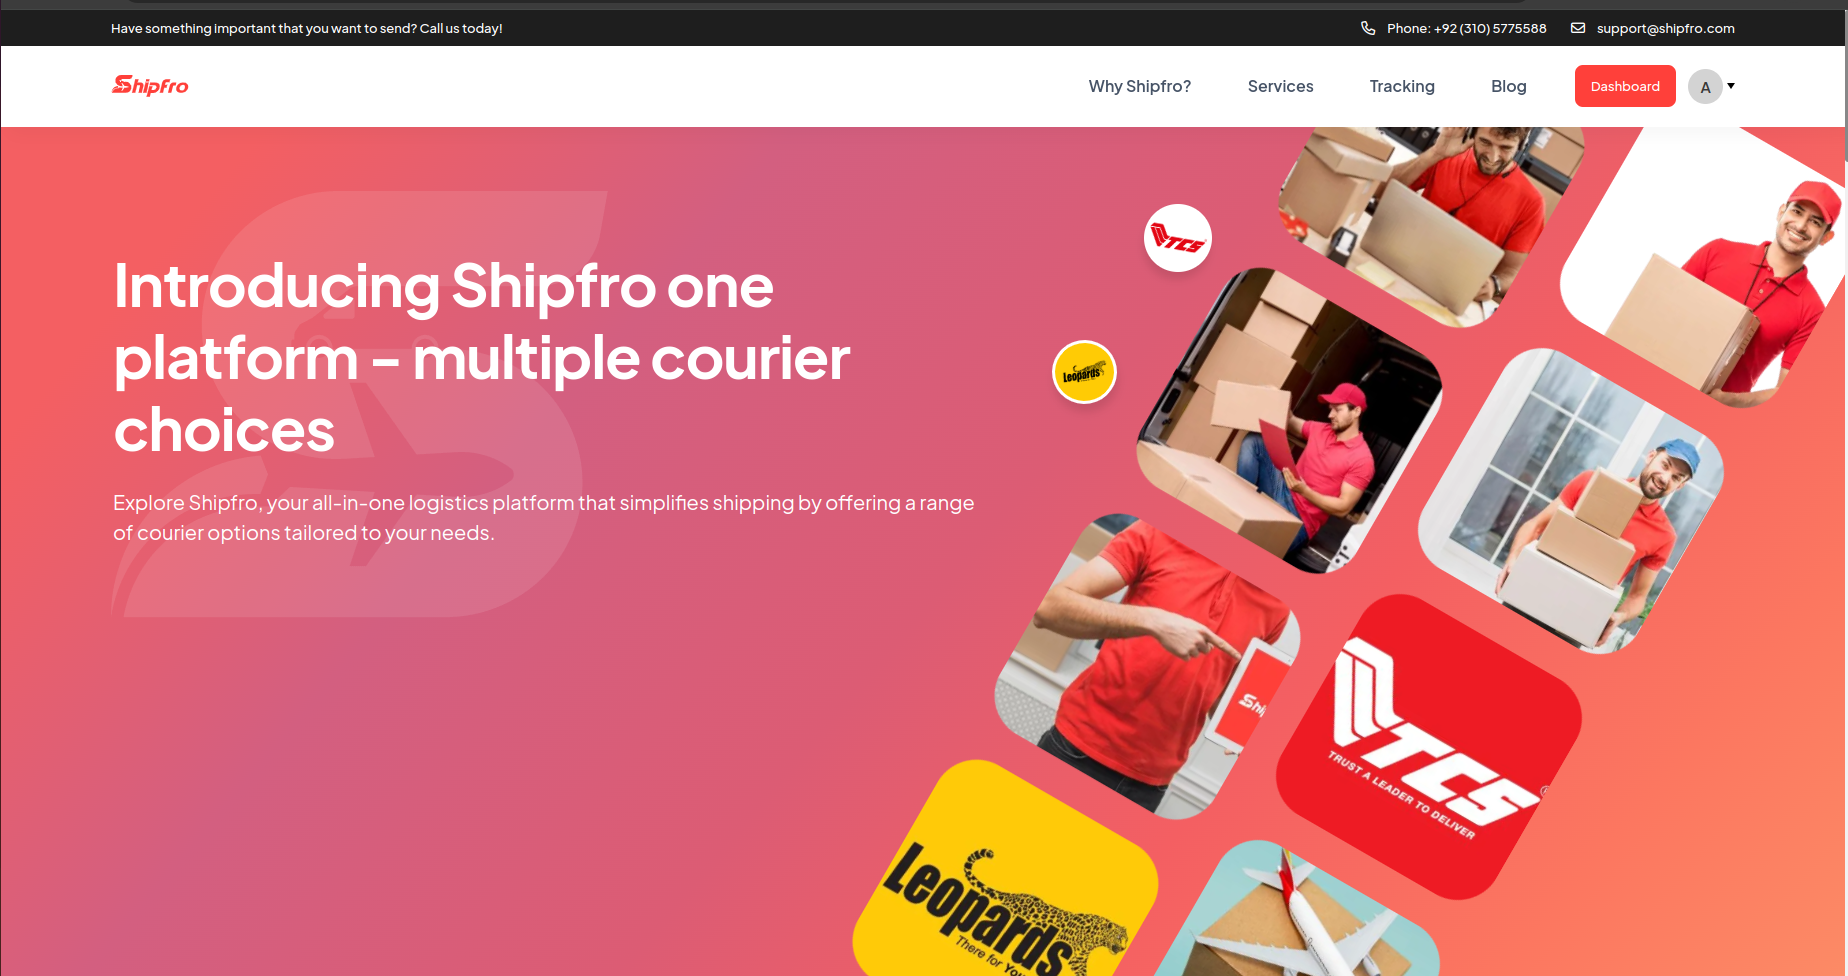 Have something important that you want to send? Call us today!
Phone: +92 (310) 5775588
support@shipfro.com
Shipfro
Why Shipfro?
Services
Tracking
Blog
Dashboard
A
Introducing Shipfro one
platform – multiple courier
choices
Explore Shipfro, your all-in-one logistics platform that simplifies shipping by offering a range
of courier options tailored to your needs.
TCS
Leopards
Shi
TCS
TRUST A LEADER TO DELIVER
Leopards
There for You